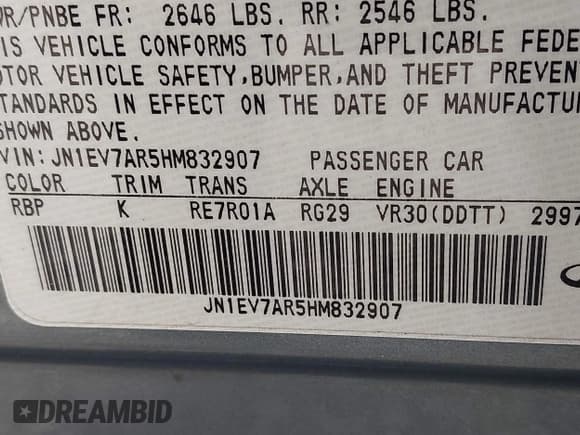 WR/PNBE FR: 2646 LBS. RR: 2546 LBS.
IS VEHICLE CONFORMS TO ALL APPLICABLE FEDE
OTOR VEHICLE SAFETY,BUMPER,AND THEFT PREVEN
STANDARDS IN EFFECT ON THE DATE OF MANUFACTU
SHOWN ABOVE.
VIN: JN1EV7AR5HM832907 PASSENGER CAR
COLOR TRIM TRANS AXLE ENGINE
RBP K RE7R01A RG29 VR30(DDTT) 2997
JN1EV7AR5HM832907
DREAMBID